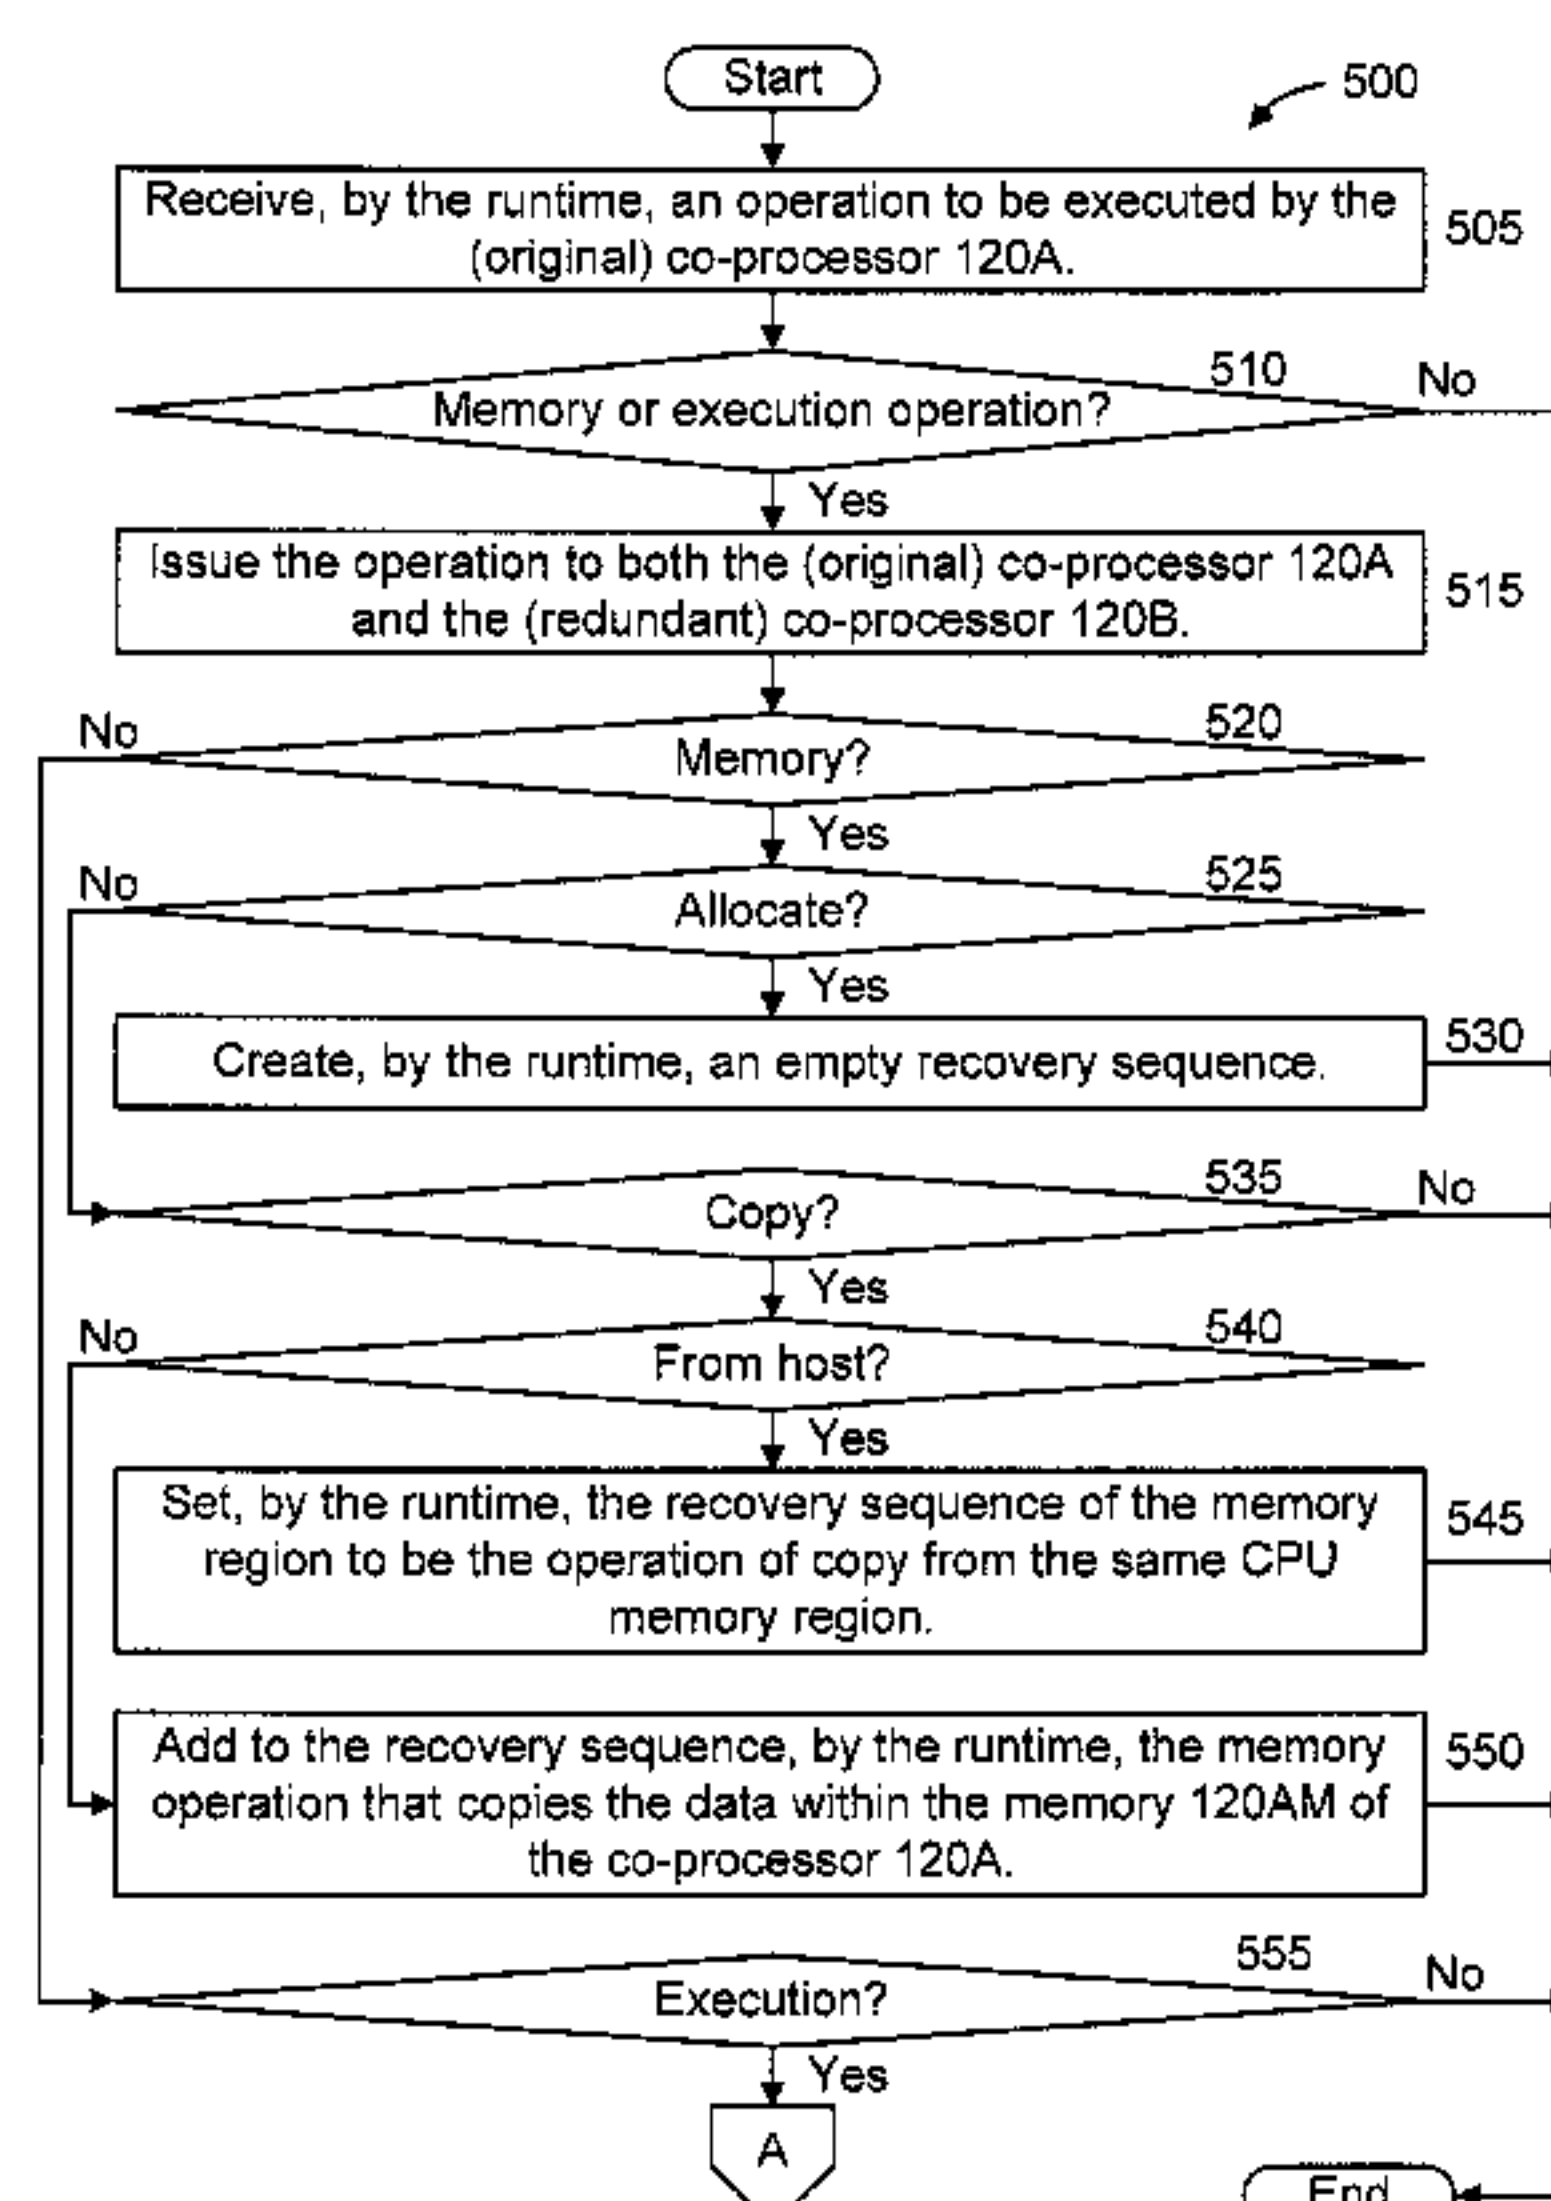 Start
500
Receive, by the runtime, an operation to be executed by the
(original) co-processor 120A.
505
510
No
Memory or execution operation?
Yes
Issue the operation to both the (original) co-processor 120A
and the (redundant) co-processor 120B.
515
No
520
Memory?
Yes
No
525
Allocate?
Yes
Create, by the runtime, an empty recovery sequence.
530
535
No
Copy?
Yes
No
540
From host?
Yes
Set, by the runtime, the recovery sequence of the memory
region to be the operation of copy from the same CPU
memory region.
545
Add to the recovery sequence, by the runtime, the memory
operation that copies the data within the memory 120AM of
the co-processor 120A.
550
555
No
Execution?
Yes
A
End